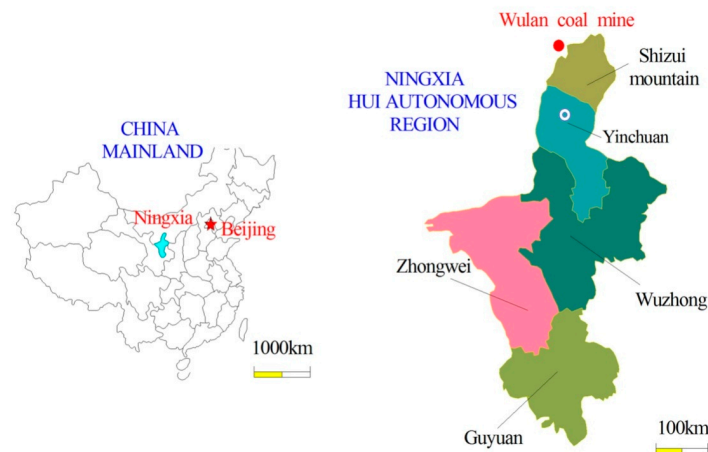 CHINA
MAINLAND
Ningxia
Beijing
1000km
Wulan coal mine
NINGXIA
HUI AUTONOMOUS
REGION
Shizui
mountain
Yinchuan
Zhongwei
Wuzhong
Guyuan
100km